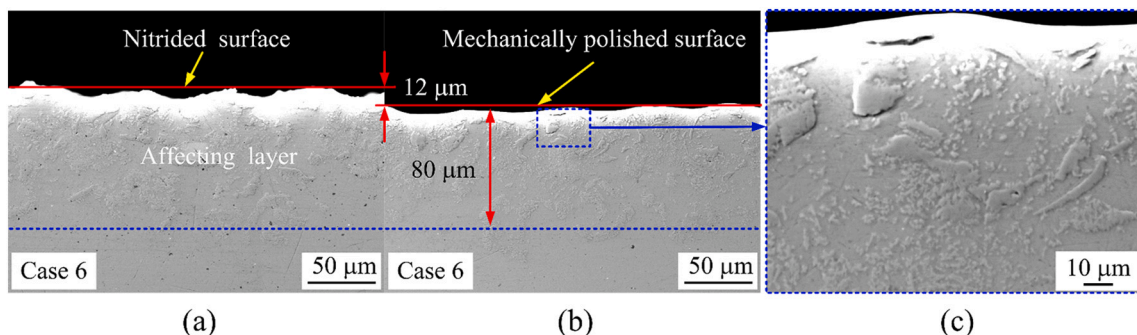 Nitrided surface
12 μm
Mechanically polished surface
Affecting layer
80 μm
Case 6
50 μm
Case 6
50 μm
10 μm
(a)
(b)
(c)